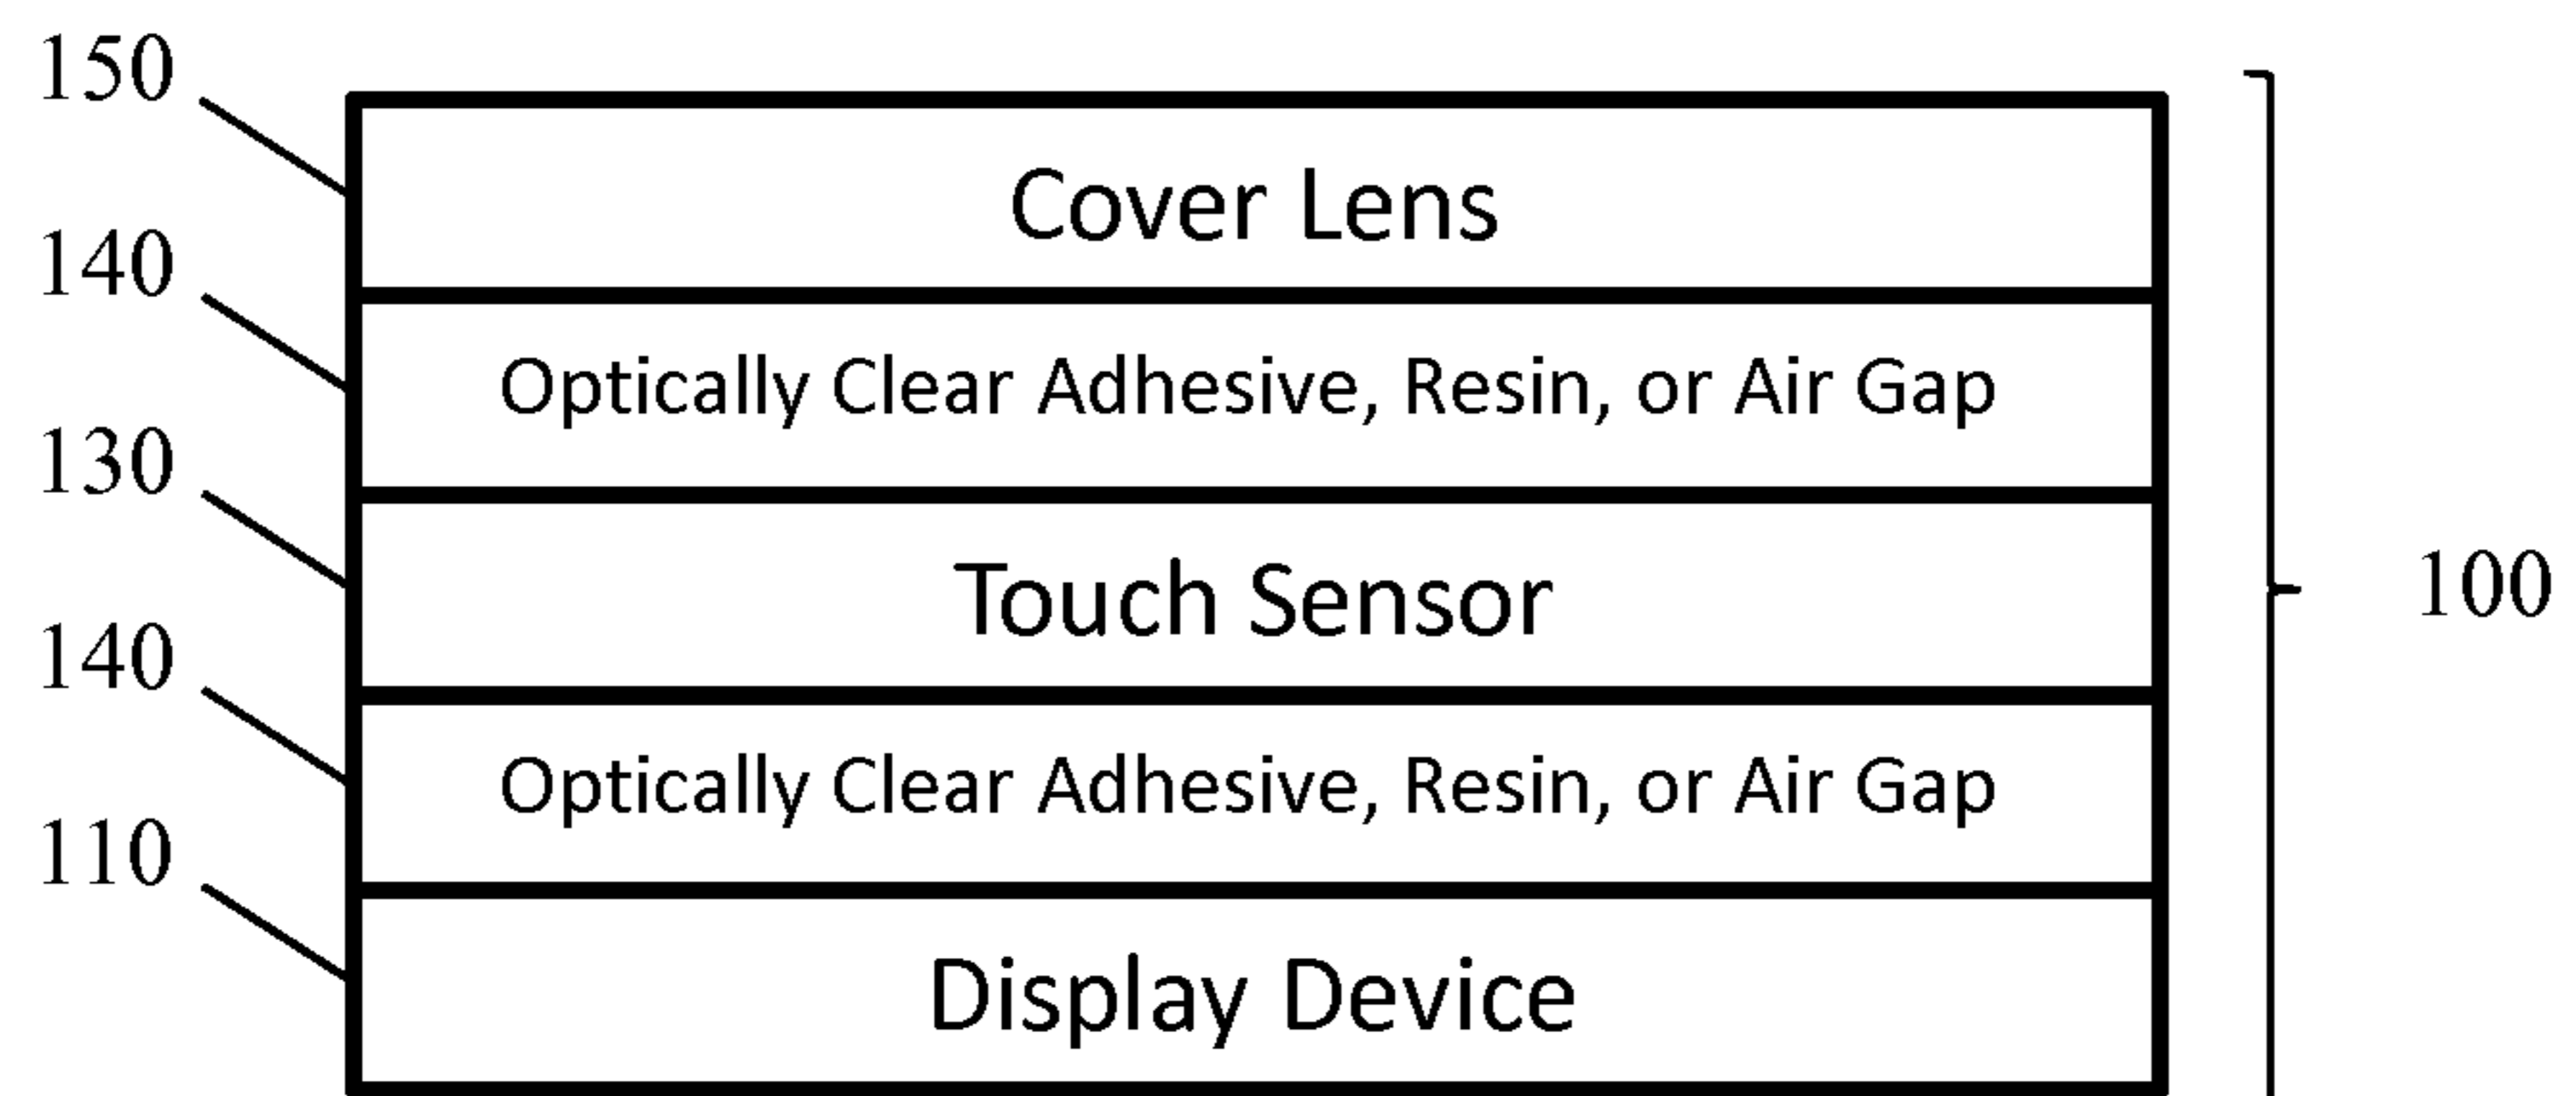 150
Cover Lens
140
Optically Clear Adhesive, Resin, or Air Gap
130
Touch Sensor
100
140
Optically Clear Adhesive, Resin, or Air Gap
110
Display Device